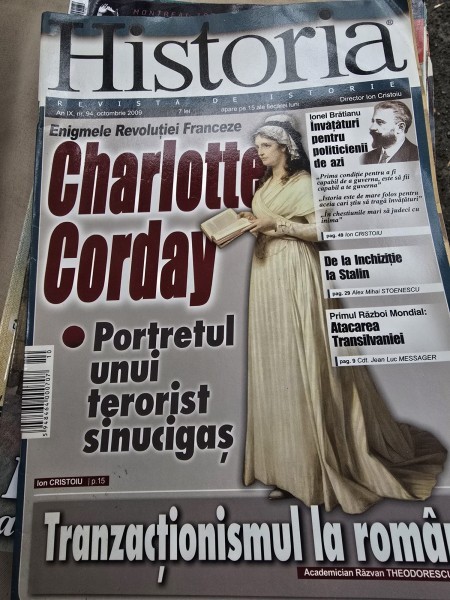 MONTREAL
Historia®
REVISTA DE ISTORIE
An IX, nr. 94, octombrie 2009
7 lei
apare pe 15 ale fiecărei luni
Director Ion Cristoiu
Enigmele Revoluției Franceze
Charlotte
Corday
• Portretul
unui
terorist
sinucigaș
Ion CRISTOIU | p.15
Ionel Brătianu
Învățături
pentru
politicienii
de azi
„Prima condiție pentru a fi
capabil de a guverna, este să fii
capabil a te guverna”
„Istoria este de mare folos pentru
aceia cari știu să tragă învățături”
„În chestiunile mari să judeci cu
inima”
pag. 48 Ion CRISTOIU
De la Inchiziție
la Stalin
pag. 29 Alex Mihai STOENESCU
Primul Război Mondial:
Atacarea
Transilvaniei
pag. 9 Cdt. Jean Luc MESSAGER
10
5948464000707
Tranzacționismul la român
Academician Răzvan THEODORESCU